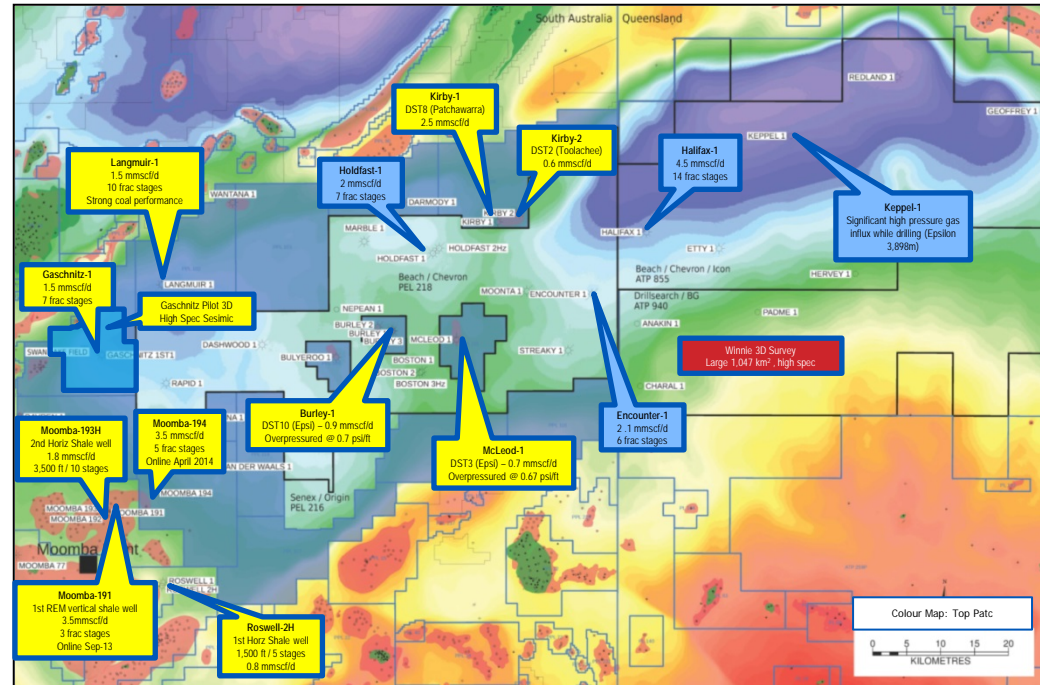 South Australia
Queensland
REDLAND 1
GEOFFREY 1
KEPPEL 1
Kirby-1
DST8 (Patchawarra)
2.5 mmscf/d
Kirby-2
DST2 (Toolachee)
0.6 mmscf/d
Langmuir-1
1.5 mmscf/d
10 frac stages
Strong coal performance
Holdfast-1
2 mmscf/d
7 frac stages
Halifax-1
4.5 mmscf/d
14 frac stages
Keppel-1
Significant high pressure gas
influx while drilling (Epsilon
3,898m)
WANTANA 1
DARMODY 1
KIRBY 2
KIRBY 1
MARBLE 1
HOLDFAST 2Hz
HOLDFAST 1
HALIFAX 1
ETTY 1
HERVEY 1
Beach / Chevron
PEL 218
Beach / Chevron / Icon
ATP 855
Drillsearch / BG
ATP 940
Gaschnitz-1
1.5 mmscf/d
7 frac stages
LANGMUIR 1
Gaschnitz Pilot 3D
High Spec Sesimic
MOONTA 1
ENCOUNTER 1
NEPEAN 1
BURLEY 2
MCLEOD 1
PADME 1
ANAKIN 1
GASCHNITZ 1ST1
DASHWOOD 1
BULYEROO 1
BOSTON 1
BOSTON 2
BOSTON 3Hz
STREAKY 1
Winnie 3D Survey
Large 1,047 km², high spec
RAPID 1
CHARAL 1
Burley-1
DST10 (Epsi) – 0.9 mmscf/d
Overpressured @ 0.7 psi/ft
McLeod-1
DST3 (Epsi) – 0.7 mmscf/d
Overpressured @ 0.67 psi/ft
Encounter-1
2 .1 mmscf/d
6 frac stages
Moomba-193H
2nd Horiz Shale well
1.8 mmscf/d
3,500 ft / 10 stages
Moomba-194
3.5 mmscf/d
5 frac stages
Online April 2014
MOOMBA 194
MOOMBA 191
MOOMBA 192
Senex / Origin
PEL 216
Moomba
MOOMBA 77
ROSWELL 1
Moomba-191
1st REM vertical shale well
3.5mmscf/d
3 frac stages
Online Sep-13
Roswell-2H
1st Horz Shale well
1,500 ft / 5 stages
0.8 mmscf/d
Colour Map: Top Patc
0 5 10 15 20
KILOMETRES